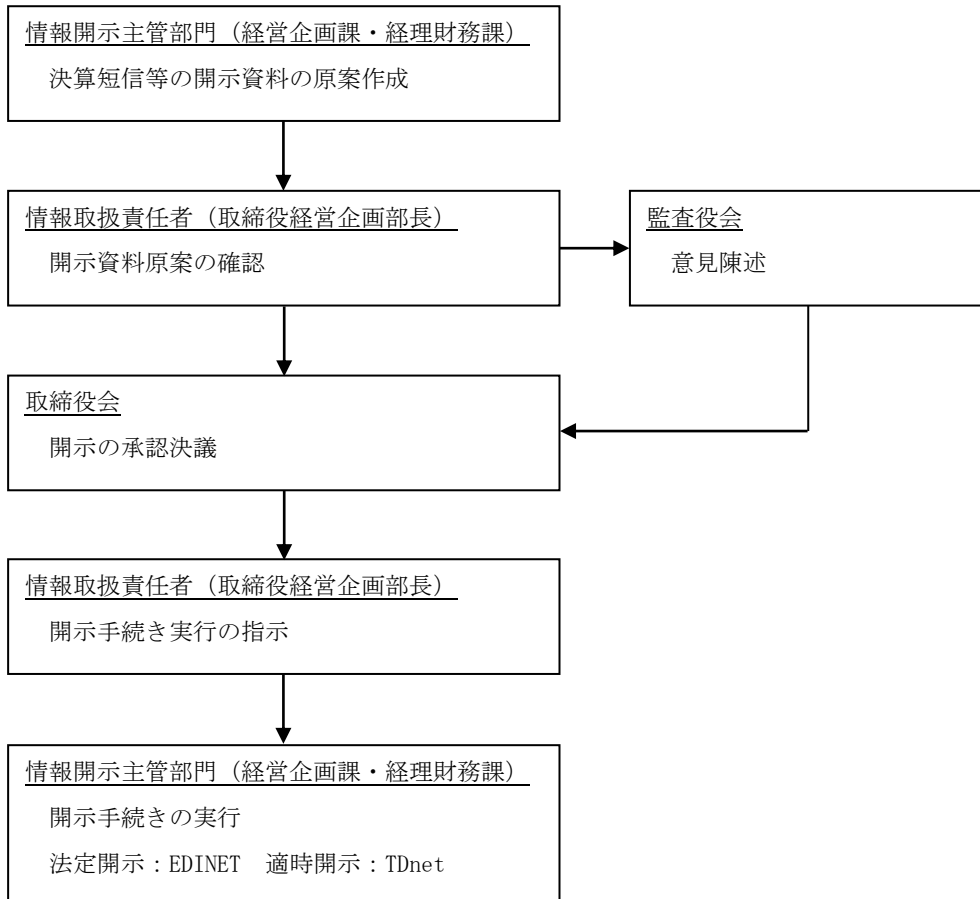 情報開示主管部門（経営企画課・経理財務課）
決算短信等の開示資料の原案作成
情報取扱責任者（取締役経営企画部長）
開示資料原案の確認
監査役会
意見陳述
取締役会
開示の承認決議
情報取扱責任者（取締役経営企画部長）
開示手続き実行の指示
情報開示主管部門（経営企画課・経理財務課）
開示手続きの実行
法定開示：EDINET　適時開示：TDnet